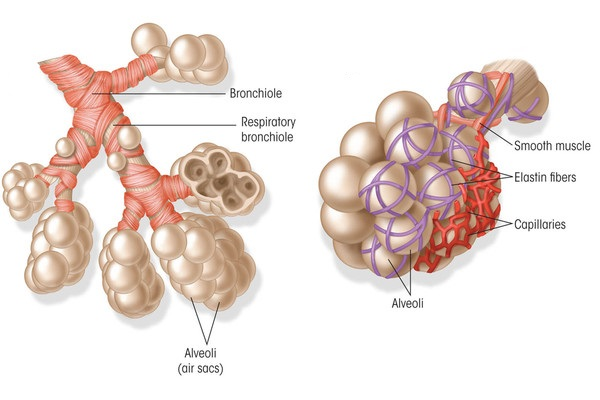 Bronchiole
Respiratory
bronchiole
Alveoli
(air sacs)
Smooth muscle
Elastin fibers
Capillaries
Alveoli